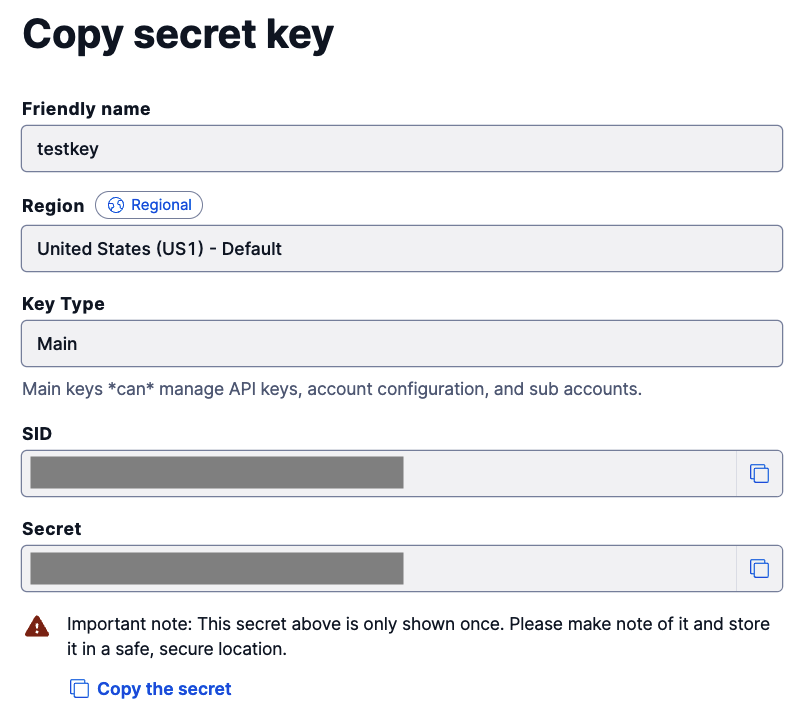 Copy secret key
Friendly name
testkey
Region Regional
United States (US1) - Default
Key Type
Main
Main keys *can* manage API keys, account configuration, and sub accounts.
SID
Secret
Important note: This secret above is only shown once. Please make note of it and store
it in a safe, secure location.
Copy the secret